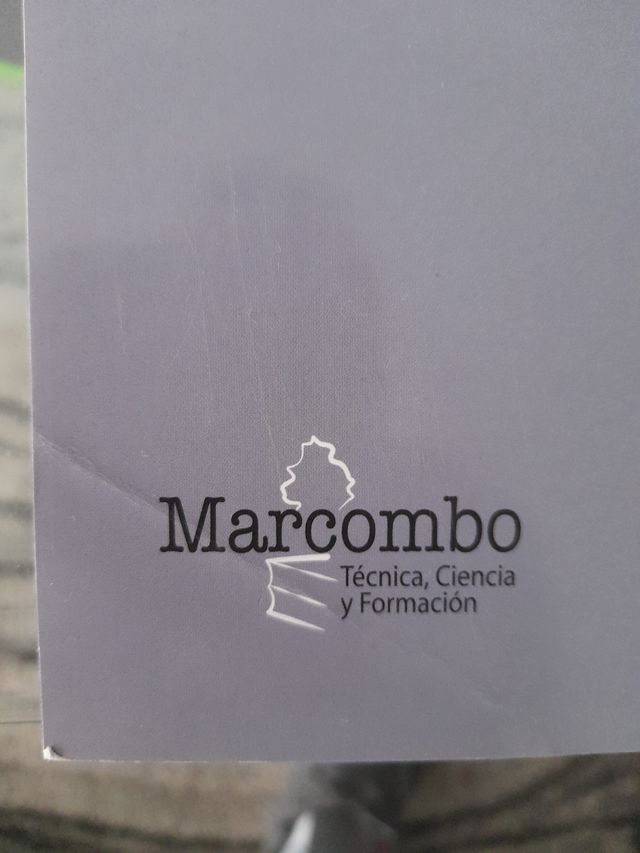 Marcombo
Técnica, Ciencia
y Formación